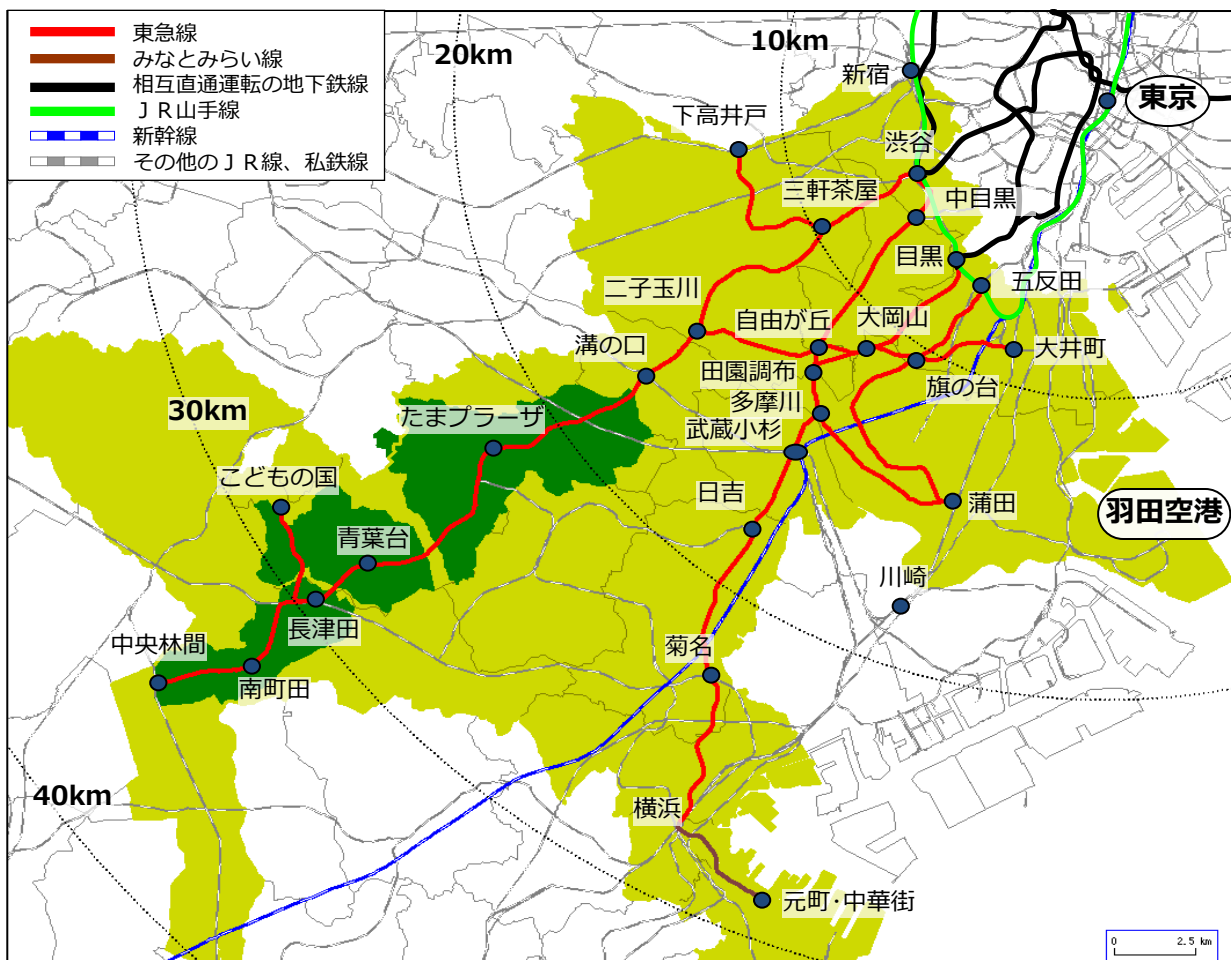 東急線
みなとみらい線
相互直通運転の地下鉄線
ＪＲ山手線
新幹線
その他のＪＲ線、私鉄線
20km
10km
新宿
東京
下高井戸
渋谷
三軒茶屋
中目黒
目黒
二子玉川
五反田
自由が丘
大岡山
溝の口
大井町
田園調布
旗の台
30km
多摩川
たまプラーザ
武蔵小杉
こどもの国
日吉
蒲田
羽田空港
青葉台
川崎
長津田
中央林間
菊名
南町田
40km
横浜
元町・中華街
0 2.5 km